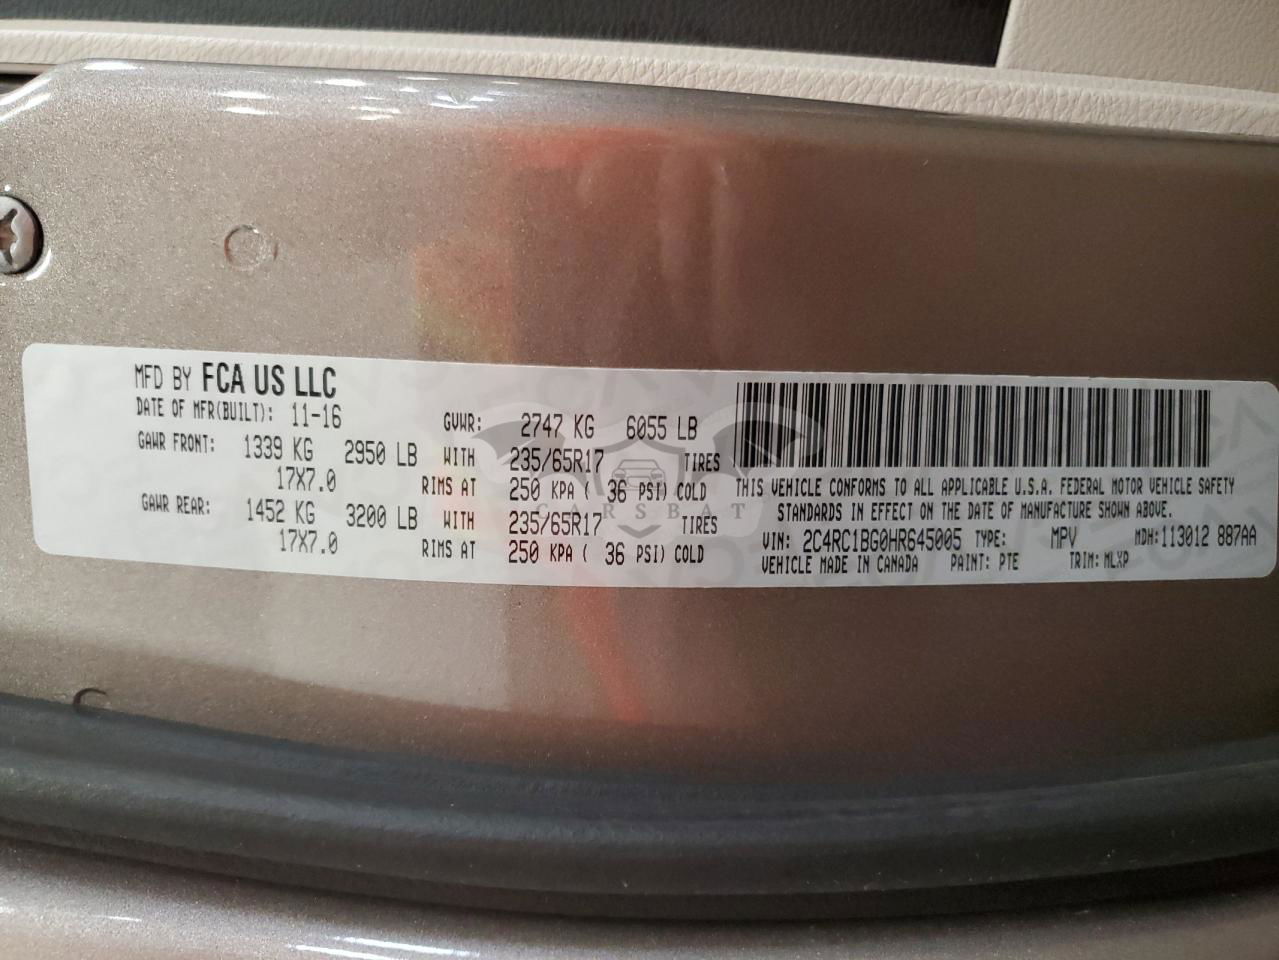 MFD BY FCA US LLC
DATE OF MFR(BUILT): 11-16 GVWR: 2747 KG 6055 LB
GAWR FRONT: 1339 KG 2950 LB WITH 235/65R17 TIRES
17X7.0 RIMS AT 250 KPA ( 36 PSI) COLD
GAWR REAR: 1452 KG 3200 LB WITH 235/65R17 TIRES
17X7.0 RIMS AT 250 KPA ( 36 PSI) COLD
THIS VEHICLE CONFORMS TO ALL APPLICABLE U.S.A. FEDERAL MOTOR VEHICLE SAFETY
STANDARDS IN EFFECT ON THE DATE OF MANUFACTURE SHOWN ABOVE.
VIN: 2C4RC1BG0HR645005 TYPE: MPV MDH:113012 887AA
VEHICLE MADE IN CANADA PAINT: PTE TRIM: MLXP
CARSBAT